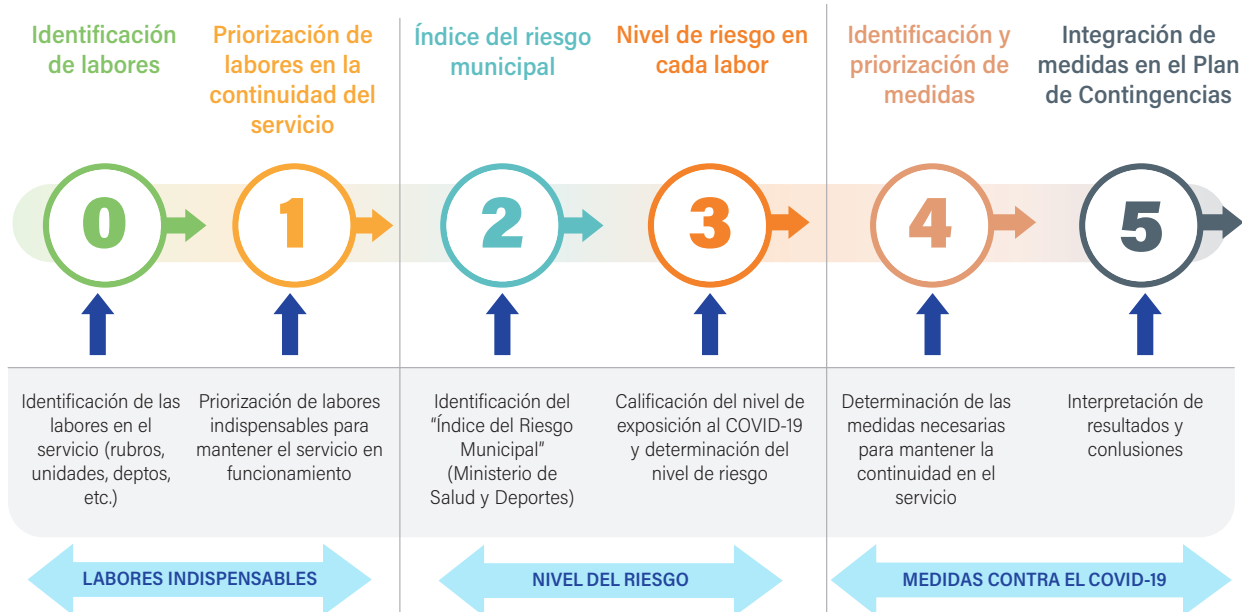 Identificación
de labores
Priorización de
labores en la
continuidad del
servicio
Índice del riesgo
municipal
Nivel de riesgo en
cada labor
Identificación y
priorización de
medidas
Integración de
medidas en el Plan
de Contingencias
0
1
2
3
4
5
Identificación de las
labores en el
servicio (rubros,
unidades, deptos,
etc.)
Priorización de labores
indispensables para
mantener el servicio en
funcionamiento
Identificación del
"Índice del Riesgo
Municipal"
(Ministerio de
Salud y Deportes)
Calificación del nivel de
exposición al COVID-19
y determinación del
nivel de riesgo
Determinación de las
medidas necesarias
para mantener la
continuidad en el
servicio
Interpretación de
resultados y
conlusiones
LABORES INDISPENSABLES
NIVEL DEL RIESGO
MEDIDAS CONTRA EL COVID-19